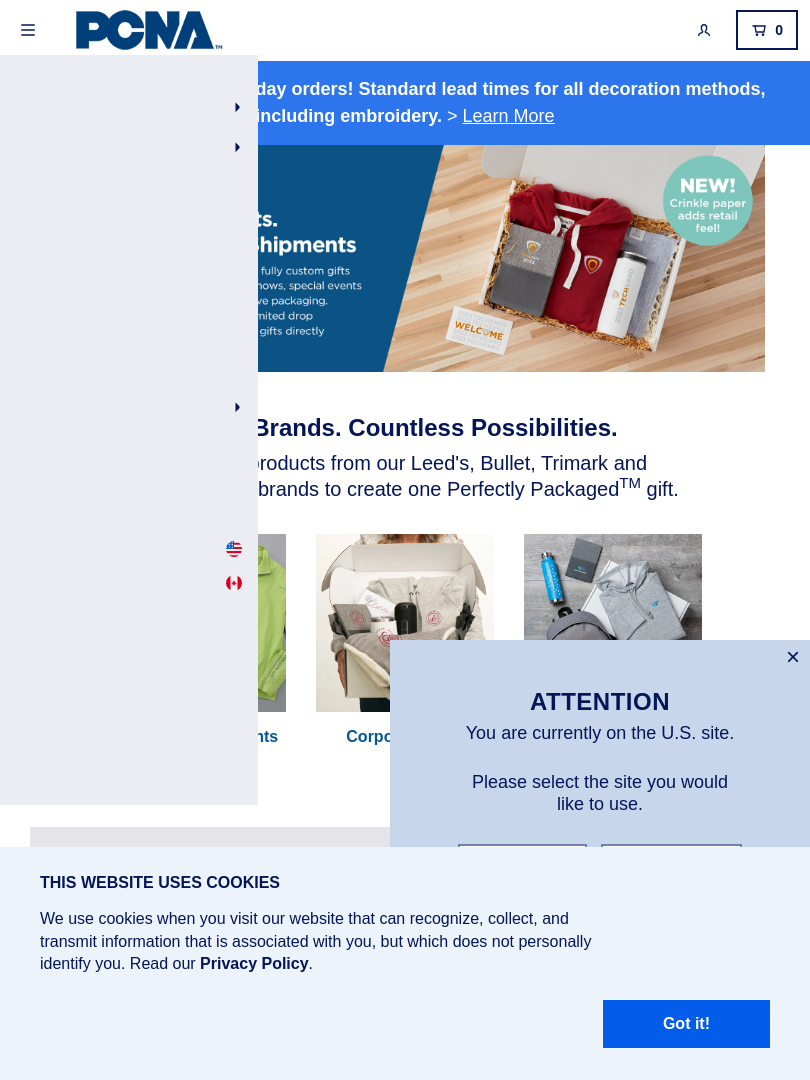 PCNA™
0
day orders! Standard lead times for all decoration methods,
including embroidery. > Learn More
NEW!
Crinkle paper
adds retail
feel!
ts.
shipments
fully custom gifts
hows, special events
ve packaging.
mited drop
gifts directly
WELCOME
Brands. Countless Possibilities.
products from our Leed's, Bullet, Trimark and
brands to create one Perfectly Packaged™ gift.
nts
Corpo
×
ATTENTION
You are currently on the U.S. site.
Please select the site you would
like to use.
THIS WEBSITE USES COOKIES
We use cookies when you visit our website that can recognize, collect, and
transmit information that is associated with you, but which does not personally
identify you. Read our Privacy Policy.
Got it!